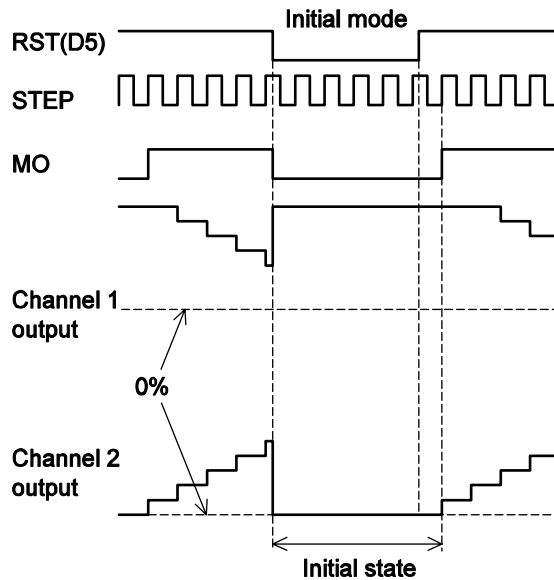 Initial mode
RST(D5)
STEP
MO
Channel 1
output
0%
Channel 2
output
Initial state